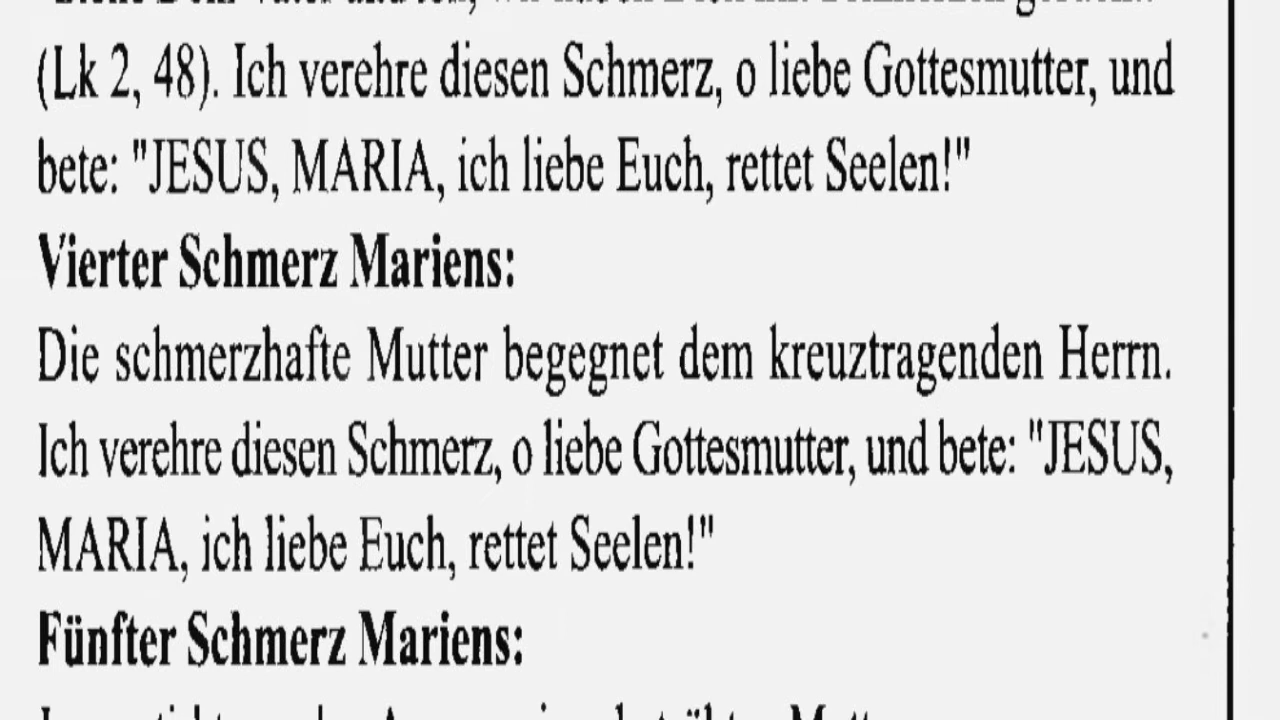 (Lk 2, 48). Ich verehre diesen Schmerz, o liebe Gottesmutter, und
bete: "JESUS, MARIA, ich liebe Euch, rettet Seelen!"
Vierter Schmerz Mariens:
Die schmerzhafte Mutter begegnet dem kreuztragenden Herrn.
Ich verehre diesen Schmerz, o liebe Gottesmutter, und bete: "JESUS,
MARIA, ich liebe Euch, rettet Seelen!"
Fünfter Schmerz Mariens: